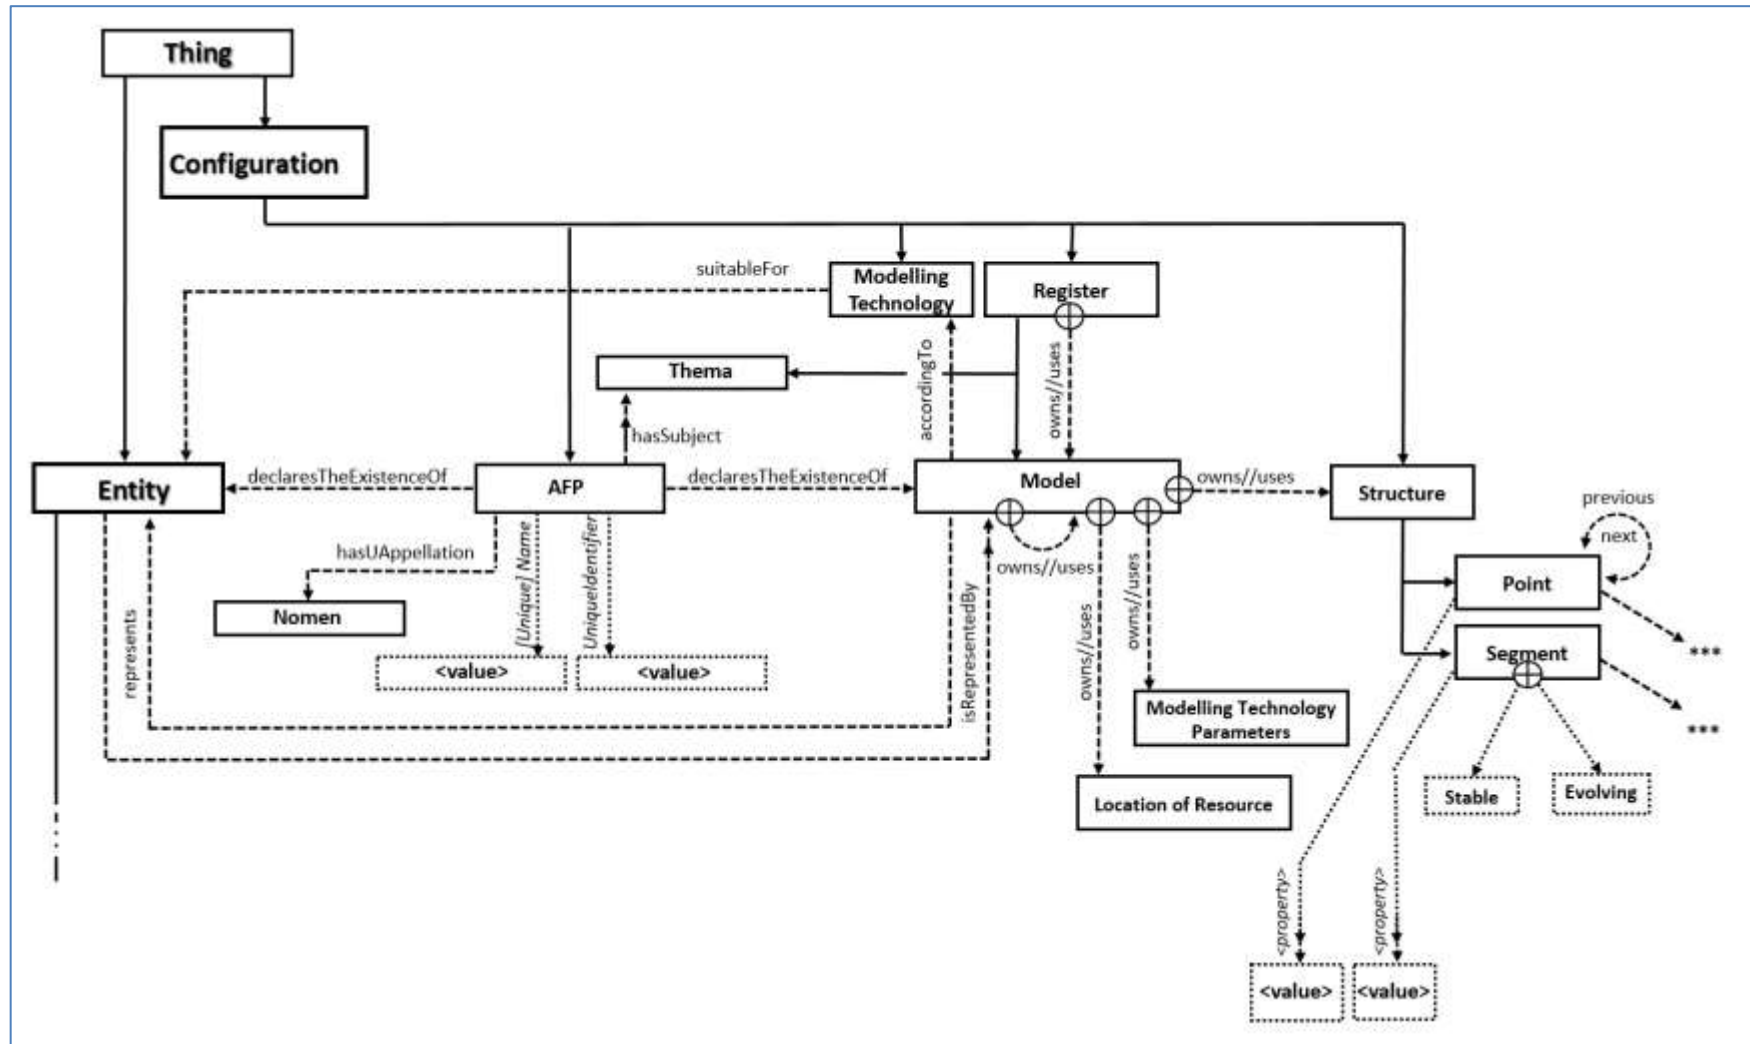 Thing
Configuration
suitableFor
Modelling
Technology
Register
Thema
accordingTo
owns//uses
hasSubject
Entity
declaresTheExistenceOf
AFP
declaresTheExistenceOf
Model
owns//uses
Structure
previous
next
hasUAppellation
[Unique] Name
UniqueIdentifier
owns//uses
Point
Nomen
represents
isRepresentedBy
owns//uses
owns//uses
<value>
<value>
Segment
***
***
Modelling Technology
Parameters
Location of Resource
Stable
Evolving
<property>
<property>
<value>
<value>